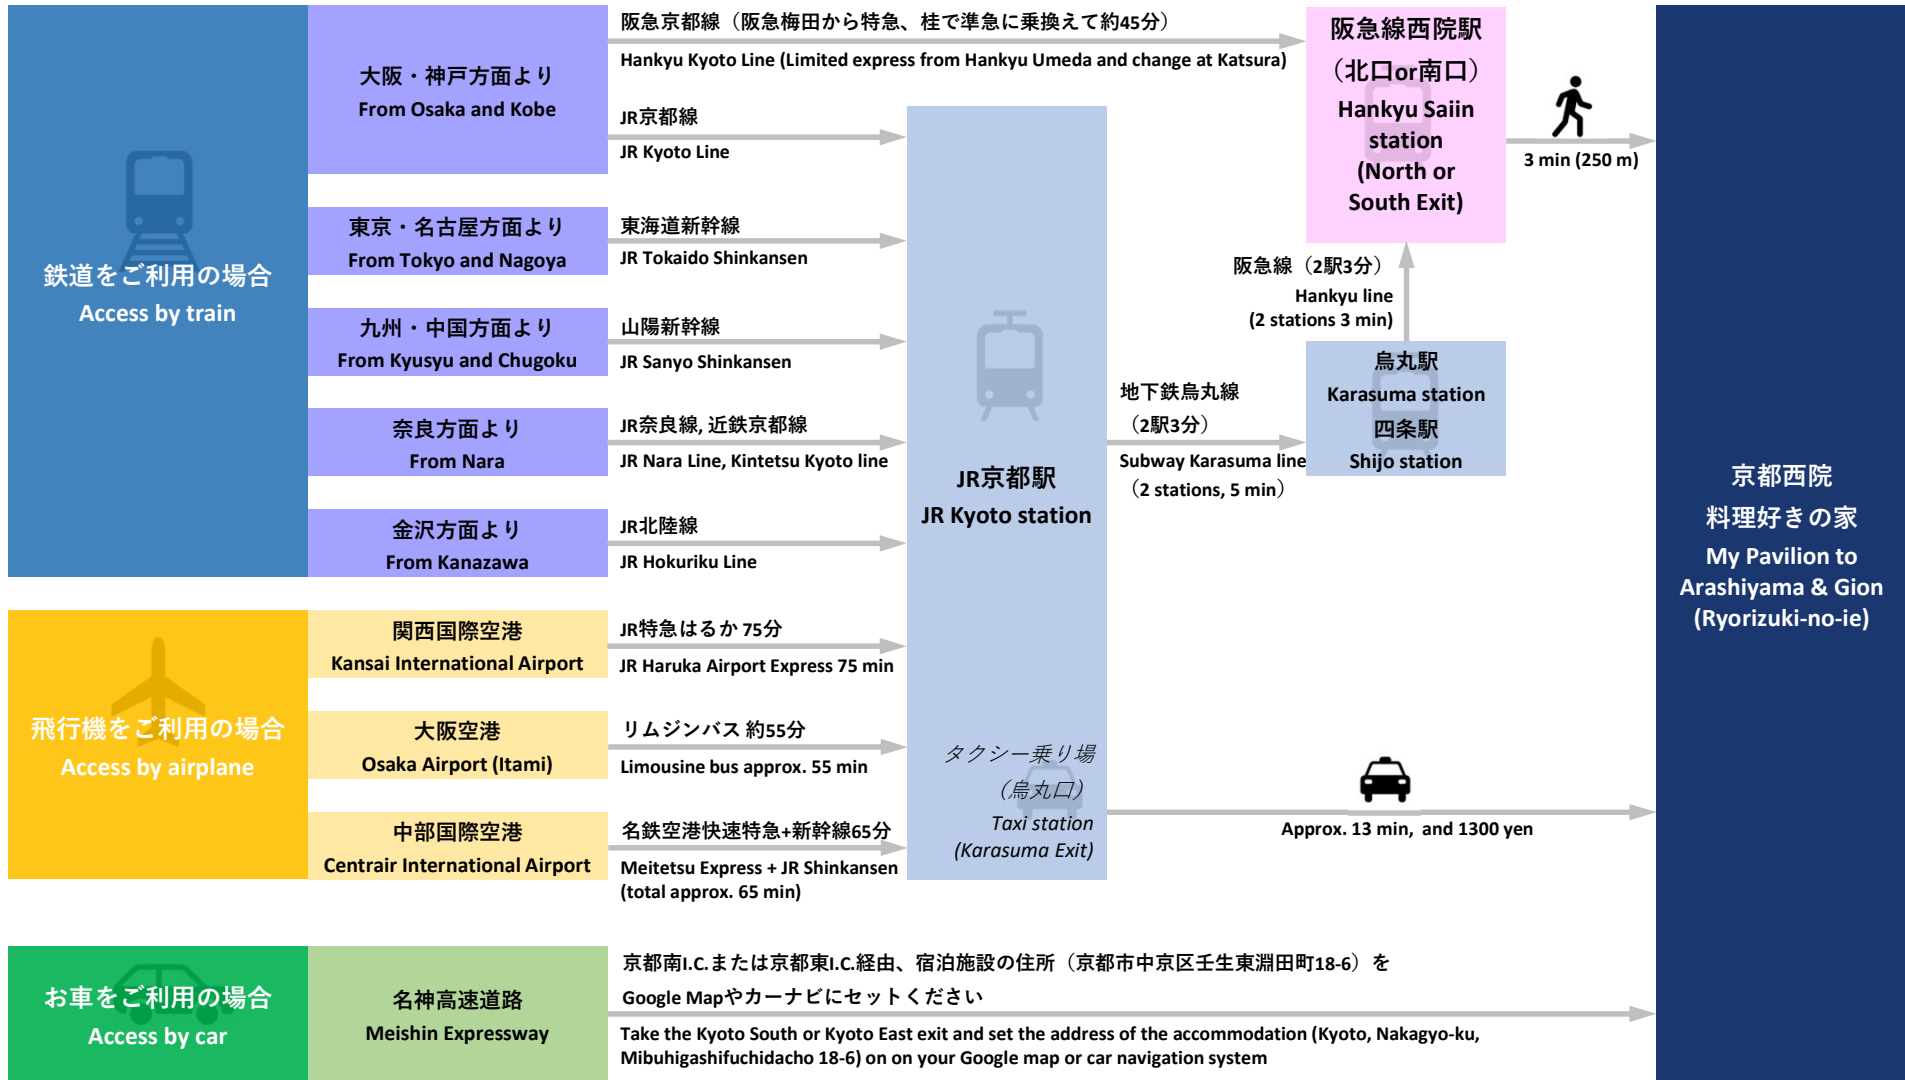 鉄道をご利用の場合
Access by train
大阪・神戸方面より
From Osaka and Kobe
阪急京都線（阪急梅田から特急、桂で準急に乗換えて約45分）
Hankyu Kyoto Line (Limited express from Hankyu Umeda and change at Katsura)
JR京都線
JR Kyoto Line
東京・名古屋方面より
From Tokyo and Nagoya
東海道新幹線
JR Tokaido Shinkansen
九州・中国方面より
From Kyusyu and Chugoku
山陽新幹線
JR Sanyo Shinkansen
奈良方面より
From Nara
JR奈良線, 近鉄京都線
JR Nara Line, Kintetsu Kyoto line
金沢方面より
From Kanazawa
JR北陸線
JR Hokuriku Line
飛行機をご利用の場合
Access by airplane
関西国際空港
Kansai International Airport
JR特急はるか 75分
JR Haruka Airport Express 75 min
大阪空港
Osaka Airport (Itami)
リムジンバス 約55分
Limousine bus approx. 55 min
中部国際空港
Centrair International Airport
名鉄空港快速特急+新幹線65分
Meitetsu Express + JR Shinkansen
(total approx. 65 min)
JR京都駅
JR Kyoto station
タクシー乗り場
（烏丸口）
Taxi station
(Karasuma Exit)
地下鉄烏丸線
（2駅3分）
Subway Karasuma line
（2 stations, 5 min）
烏丸駅
Karasuma station
四条駅
Shijo station
阪急線（2駅3分）
Hankyu line
(2 stations 3 min)
阪急線西院駅
（北口or南口）
Hankyu Saiin
station
(North or
South Exit)
3 min (250 m)
Approx. 13 min,  and 1300 yen
京都西院
料理好きの家
My Pavilion to
Arashiyama & Gion
(Ryorizuki-no-ie)
お車をご利用の場合
Access by car
名神高速道路
Meishin Expressway
京都南I.C.または京都東I.C.経由、宿泊施設の住所（京都市中京区壬生東淵田町18-6）を
Google Mapやカーナビにセットください
Take the Kyoto South or Kyoto East exit and set the address of the accommodation (Kyoto, Nakagyo-ku,
Mibuhigashifuchidacho 18-6) on on your Google map or car navigation system